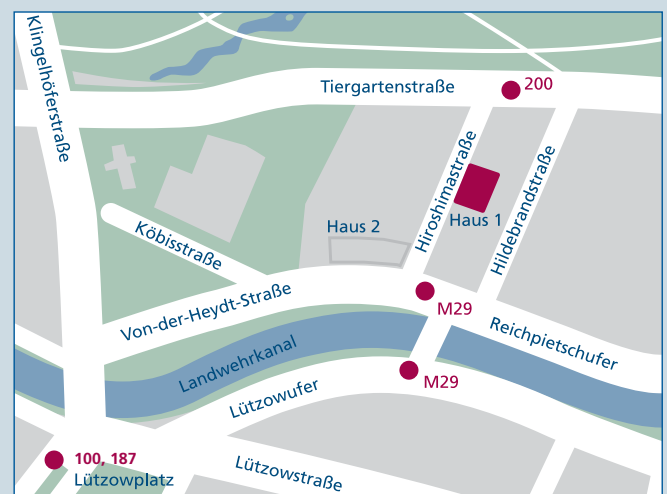 Klingelhöferstraße
Tiergartenstraße
200
Hiroshimastraße
Hildebrandstraße
Haus 1
Haus 2
Köbisstraße
Von-der-Heydt-Straße
M29
Reichpietschufer
Landwehrkanal
Lützowufer
M29
100, 187
Lützowplatz
Lützowstraße